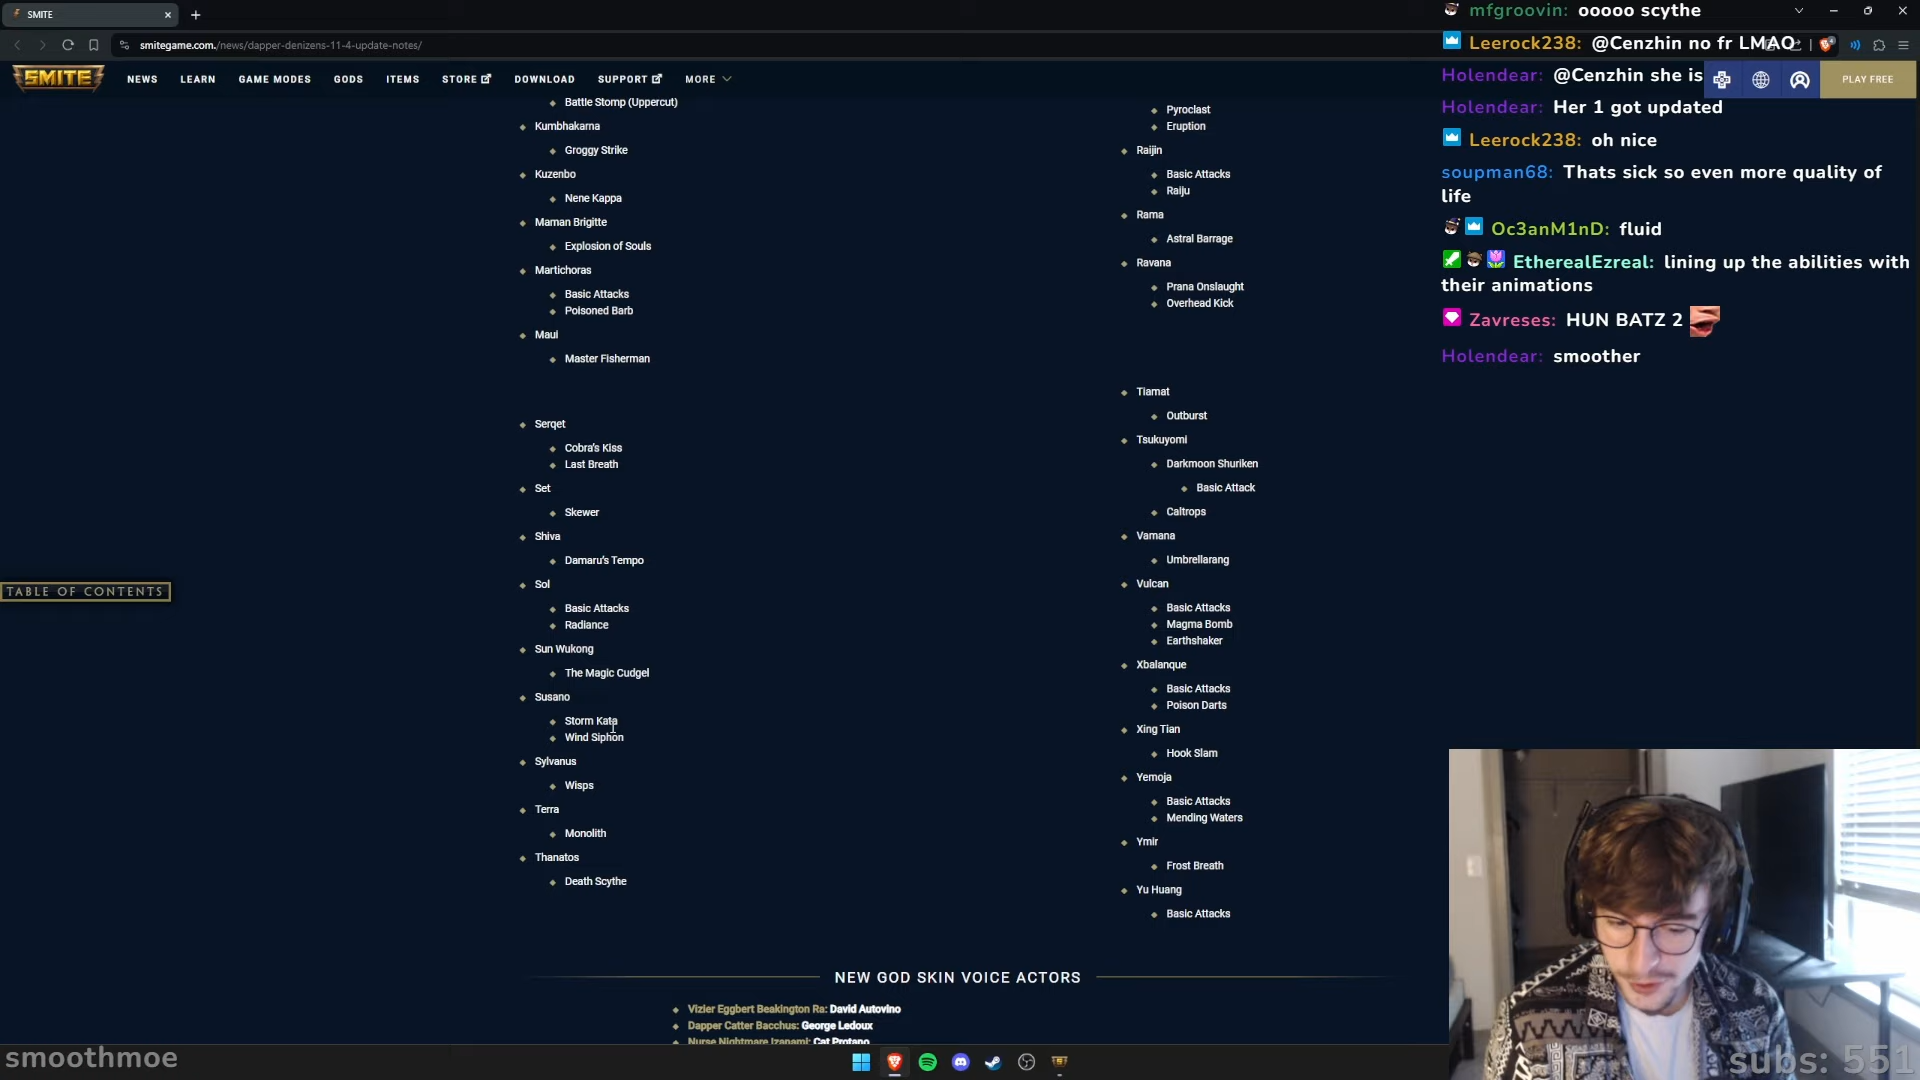 SMITE
smitegame.com/news/dapper-denizens-11-4-update-notes/
SMITE
NEWS
LEARN
GAME MODES
GODS
ITEMS
STORE
DOWNLOAD
SUPPORT
MORE
PLAY FREE
Battle Stomp (Uppercut)
Kumbhakarna
Groggy Strike
Kuzenbo
Nene Kappa
Maman Brigitte
Explosion of Souls
Martichoras
Basic Attacks
Poisoned Barb
Maui
Master Fisherman
Serqet
Cobra's Kiss
Last Breath
Set
Skewer
Shiva
Damaru's Tempo
Sol
Basic Attacks
Radiance
Sun Wukong
The Magic Cudgel
Susano
Storm Kata
Wind Siphon
Sylvanus
Wisps
Terra
Monolith
Thanatos
Death Scythe
Pyroclast
Eruption
Raijin
Basic Attacks
Raiju
Rama
Astral Barrage
Ravana
Prana Onslaught
Overhead Kick
Tiamat
Outburst
Tsukuyomi
Darkmoon Shuriken
Basic Attack
Caltrops
Vamana
Umbrellarang
Vulcan
Basic Attacks
Magma Bomb
Earthshaker
Xbalanque
Basic Attacks
Poison Darts
Xing Tian
Hook Slam
Yemoja
Basic Attacks
Mending Waters
Ymir
Frost Breath
Yu Huang
Basic Attacks
TABLE OF CONTENTS
NEW GOD SKIN VOICE ACTORS
Vizier Eggbert Beakington Ra: David Autovino
Dapper Catter Bacchus: George Ledoux
Nurse Nightmare Izanami: Cat Protano
mfgroovin: ooooo scythe
Leerock238: @Cenzhin no fr LMAO
Holendear: @Cenzhin she is
Holendear: Her 1 got updated
Leerock238: oh nice
soupman68: Thats sick so even more quality of
life
Oc3anM1nD: fluid
EtherealEzreal: lining up the abilities with
their animations
Zavreses: HUN BATZ 2
Holendear: smoother
smoothmoe
subs: 551